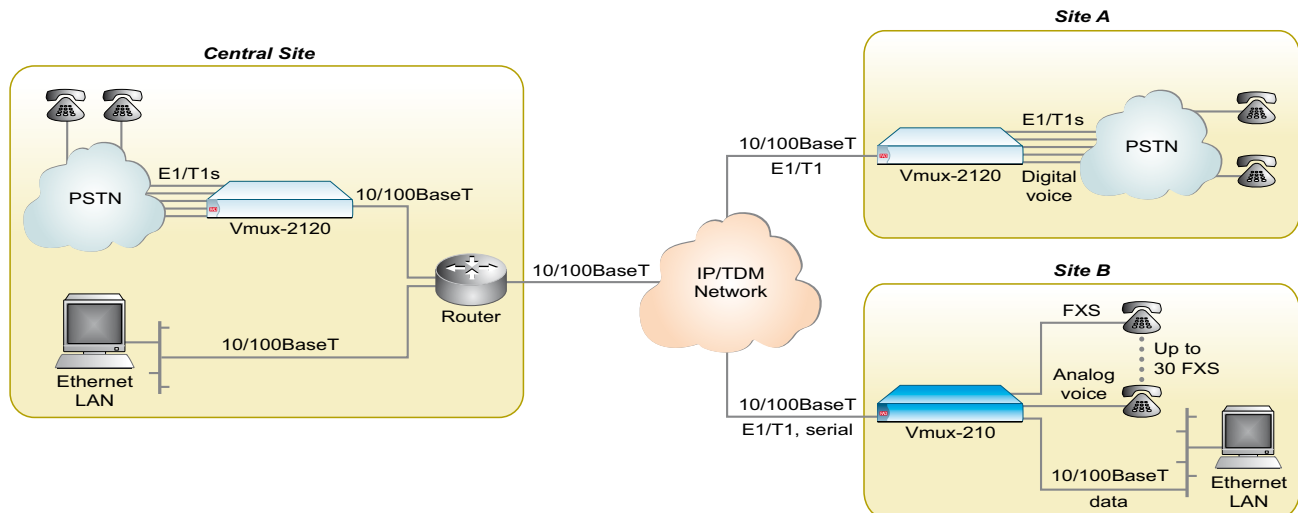 Central Site
PSTN
E1/T1s
Vmux-2120
10/100BaseT
Router
10/100BaseT
Ethernet
LAN
10/100BaseT
IP/TDM
Network
Site A
10/100BaseT
E1/T1
Vmux-2120
E1/T1s
Digital
voice
PSTN
Site B
10/100BaseT
E1/T1, serial
Vmux-210
FXS
Up to
30 FXS
Analog
voice
10/100BaseT
data
Ethernet
LAN